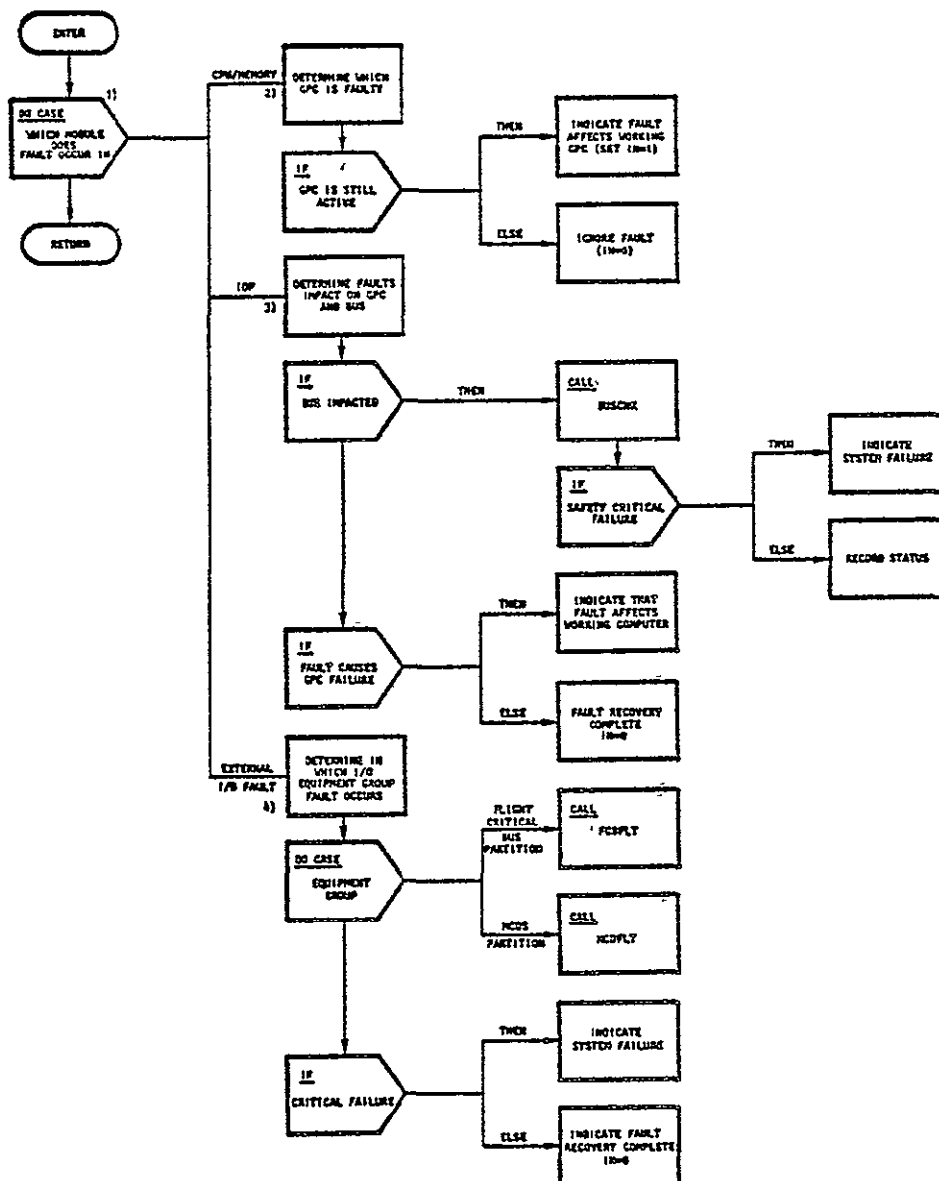 ENTER
1)
DO CASE
WHICH MODULE
DOES
FAULT OCCUR IN
RETURN
CPU/MEMORY
2)
DETERMINE WHICH
GPC IS FAULTY
IF
GPC IS STILL
ACTIVE
THEN
INDICATE FAULT
AFFECTS WORKING
GPC (SET IN=1)
ELSE
IGNORE FAULT
(IN=0)
IOP
3)
DETERMINE FAULTS
IMPACT ON GPC
AND BUS
IF
BUS IMPACTED
THEN
CALL
BUSCHX
IF
SAFETY CRITICAL
FAILURE
THEN
INDICATE
SYSTEM FAILURE
ELSE
RECORD STATUS
IF
FAULT CAUSES
GPC FAILURE
THEN
INDICATE THAT
FAULT AFFECTS
WORKING COMPUTER
ELSE
FAULT RECOVERY
COMPLETE
IN=0
EXTERNAL
I/O FAULT
4)
DETERMINE IN
WHICH I/O
EQUIPMENT GROUP
FAULT OCCURS
DO CASE
EQUIPMENT
GROUP
FLIGHT
CRITICAL
BUS
PARTITION
CALL
FCSFLT
MCDS
PARTITION
CALL
MCDFLT
IF
CRITICAL FAILURE
THEN
INDICATE
SYSTEM FAILURE
ELSE
INDICATE FAULT
RECOVERY COMPLETE
IN=0